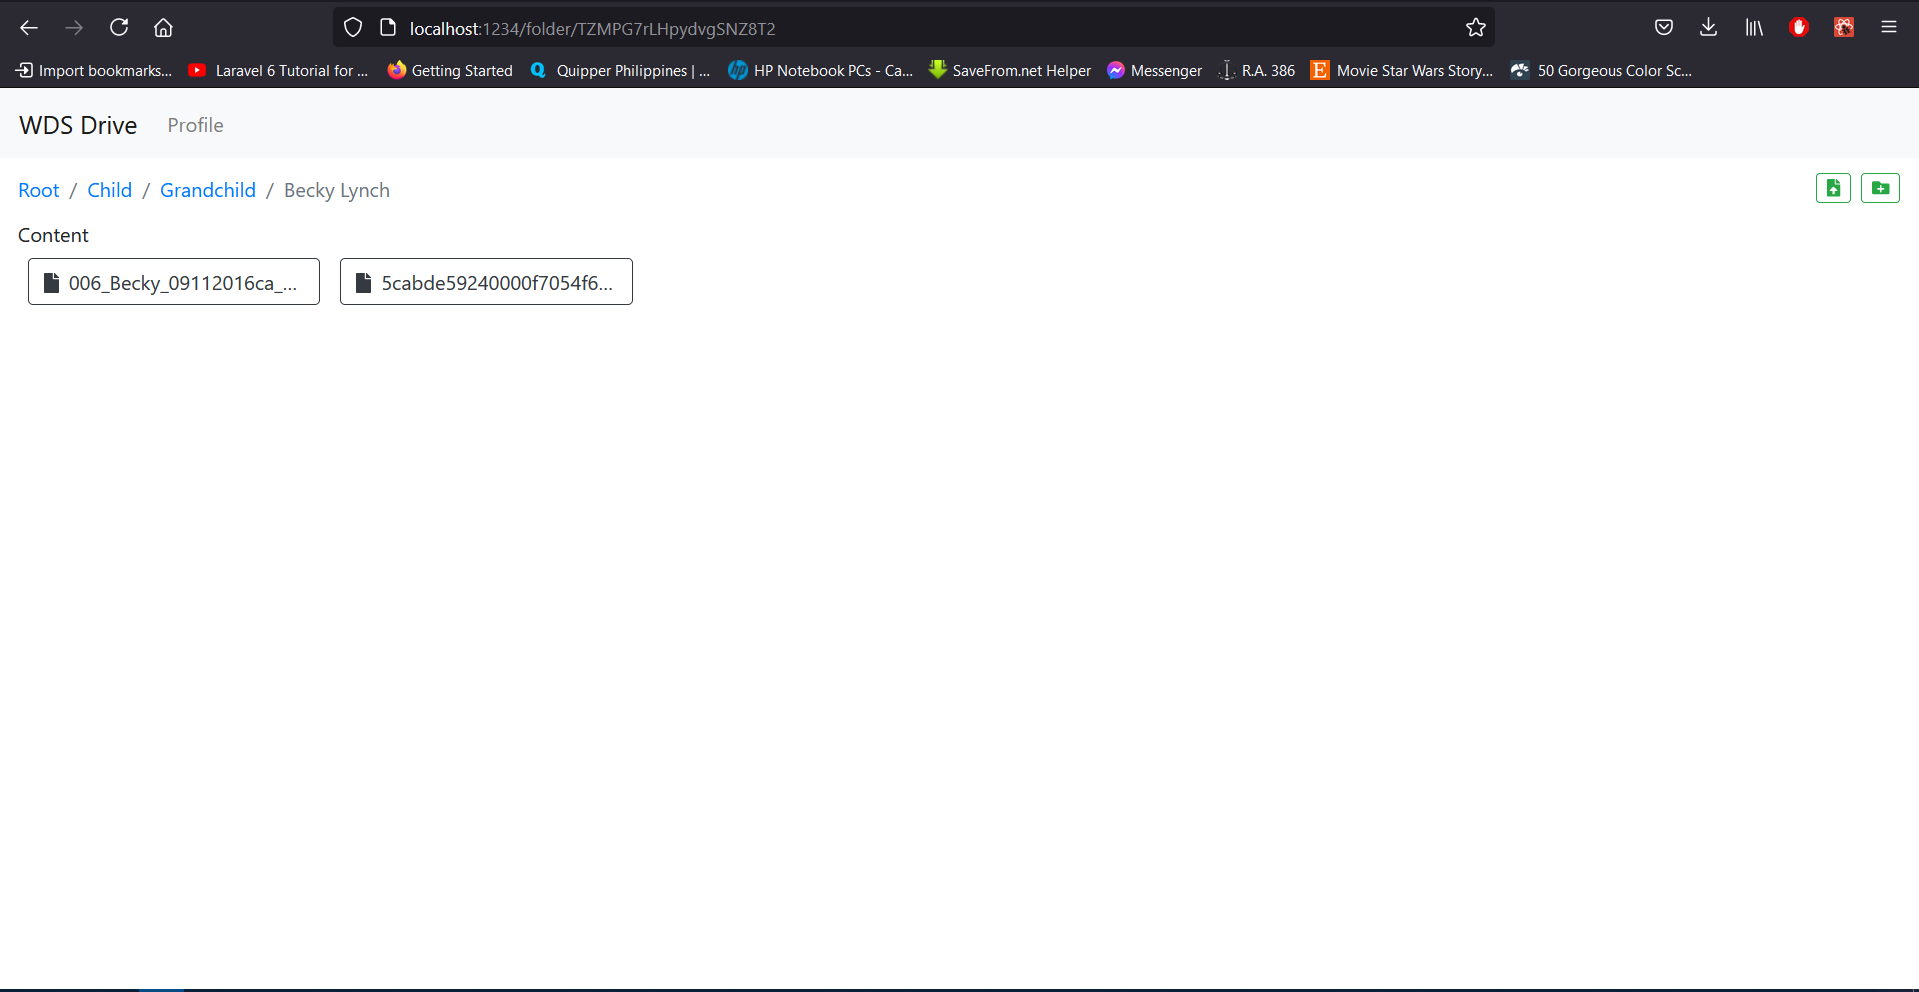 localhost:1234/folder/TZMPG7rLHpydvgSNZ8T2
Import bookmarks... Laravel 6 Tutorial for ... Getting Started Quipper Philippines | ... HP Notebook PCs - Ca... SaveFrom.net Helper Messenger R.A. 386 Movie Star Wars Story... 50 Gorgeous Color Sc...
WDS Drive Profile
Root / Child / Grandchild / Becky Lynch
Content
006_Becky_09112016ca_... 5cabde59240000f7054f6...